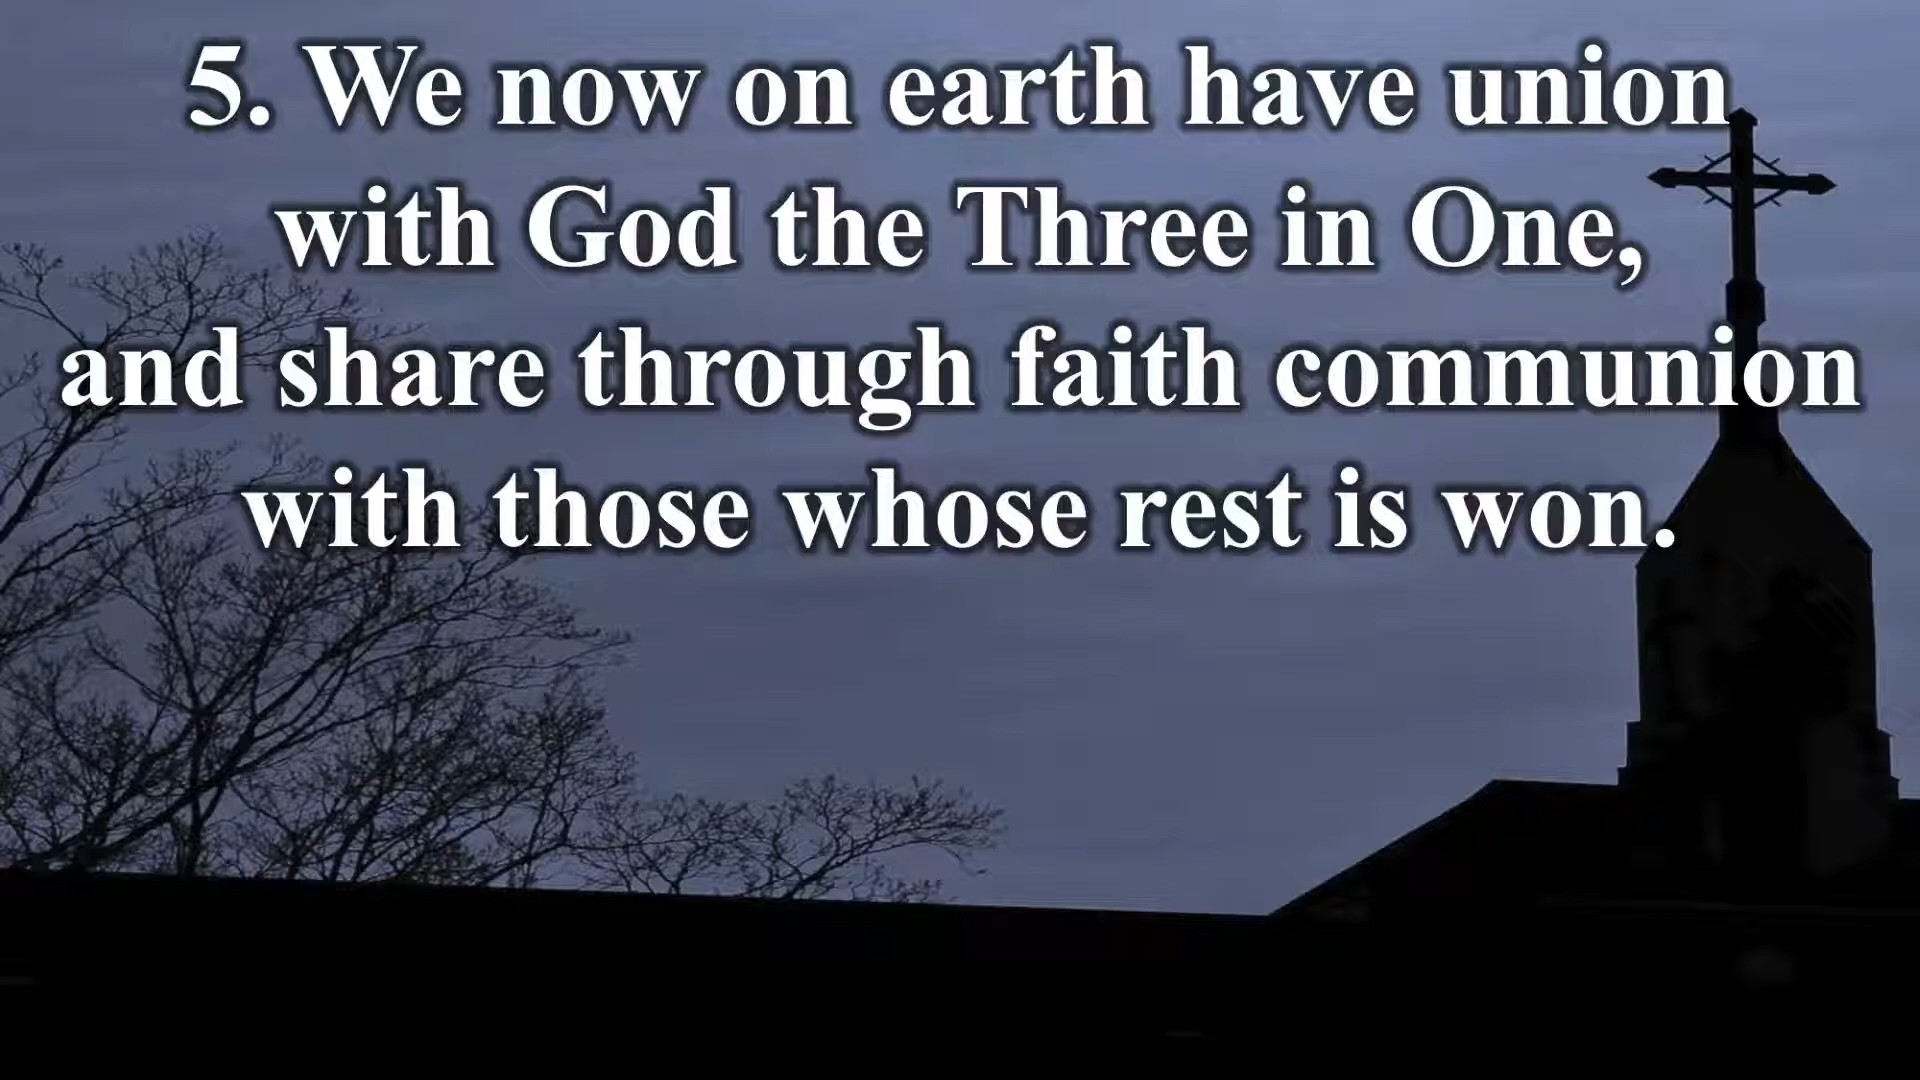 5. We now on earth have union
with God the Three in One,
and share through faith communion
with those whose rest is won.